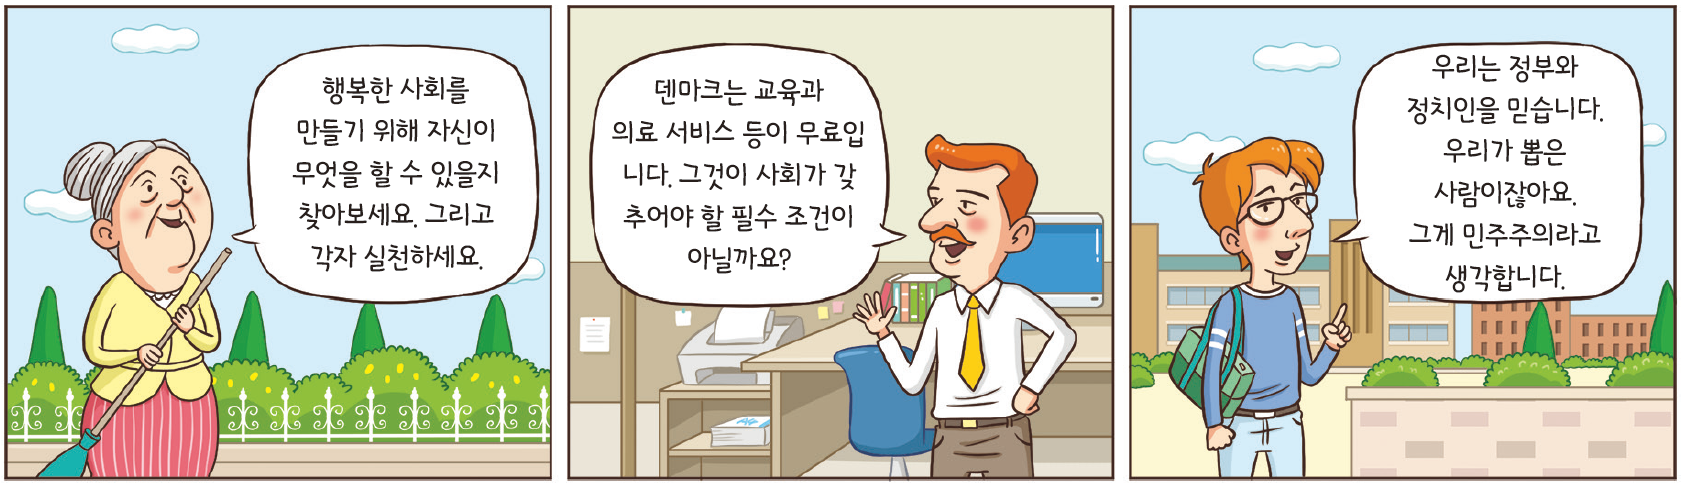 행복한 사회를
만들기 위해 자신이
무엇을 할 수 있을지
찾아보세요. 그리고
각자 실천하세요.
덴마크는 교육과
의료 서비스 등이 무료입
니다. 그것이 사회가 갖
추어야 할 필수 조건이
아닐까요?
우리는 정부와
정치인을 믿습니다.
우리가 뽑은
사람이잖아요.
그게 민주주의라고
생각합니다.